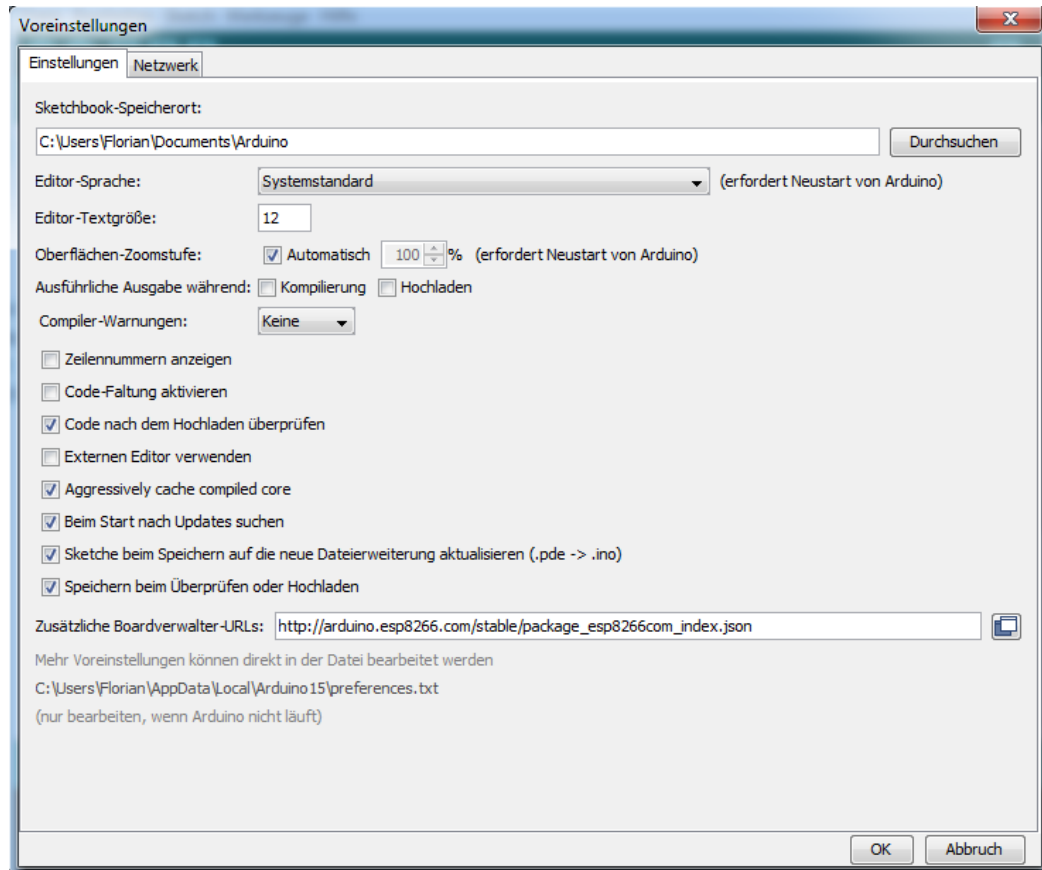 Voreinstellungen
Einstellungen Netzwerk
Sketchbook-Speicherort:
C:\Users\Florian\Documents\Arduino Durchsuchen
Editor-Sprache: Systemstandard (erfordert Neustart von Arduino)
Editor-Textgröße: 12
Oberflächen-Zoomstufe: Automatisch 100 % (erfordert Neustart von Arduino)
Ausführliche Ausgabe während: Kompilierung Hochladen
Compiler-Warnungen: Keine
Zeilennummern anzeigen
Code-Faltung aktivieren
Code nach dem Hochladen überprüfen
Externen Editor verwenden
Aggressively cache compiled core
Beim Start nach Updates suchen
Sketche beim Speichern auf die neue Dateierweiterung aktualisieren (.pde -> .ino)
Speichern beim Überprüfen oder Hochladen
Zusätzliche Boardverwalter-URLs: http://arduino.esp8266.com/stable/package_esp8266com_index.json
Mehr Voreinstellungen können direkt in der Datei bearbeitet werden
C:\Users\Florian\AppData\Local\Arduino15\preferences.txt
(nur bearbeiten, wenn Arduino nicht läuft)
OK Abbruch